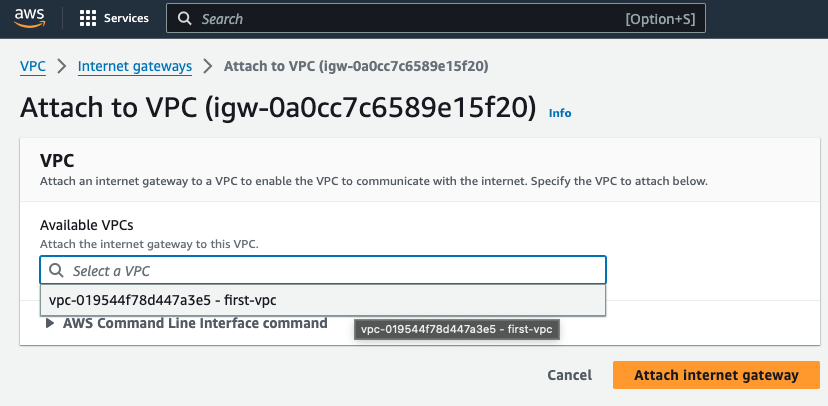 aws Services Search [Option+S]
VPC > Internet gateways > Attach to VPC (igw-0a0cc7c6589e15f20)
Attach to VPC (igw-0a0cc7c6589e15f20) Info
VPC
Attach an internet gateway to a VPC to enable the VPC to communicate with the internet. Specify the VPC to attach below.
Available VPCs
Attach the internet gateway to this VPC.
Select a VPC
vpc-019544f78d447a3e5 - first-vpc
AWS Command Line Interface command
vpc-019544f78d447a3e5 - first-vpc
Cancel Attach internet gateway